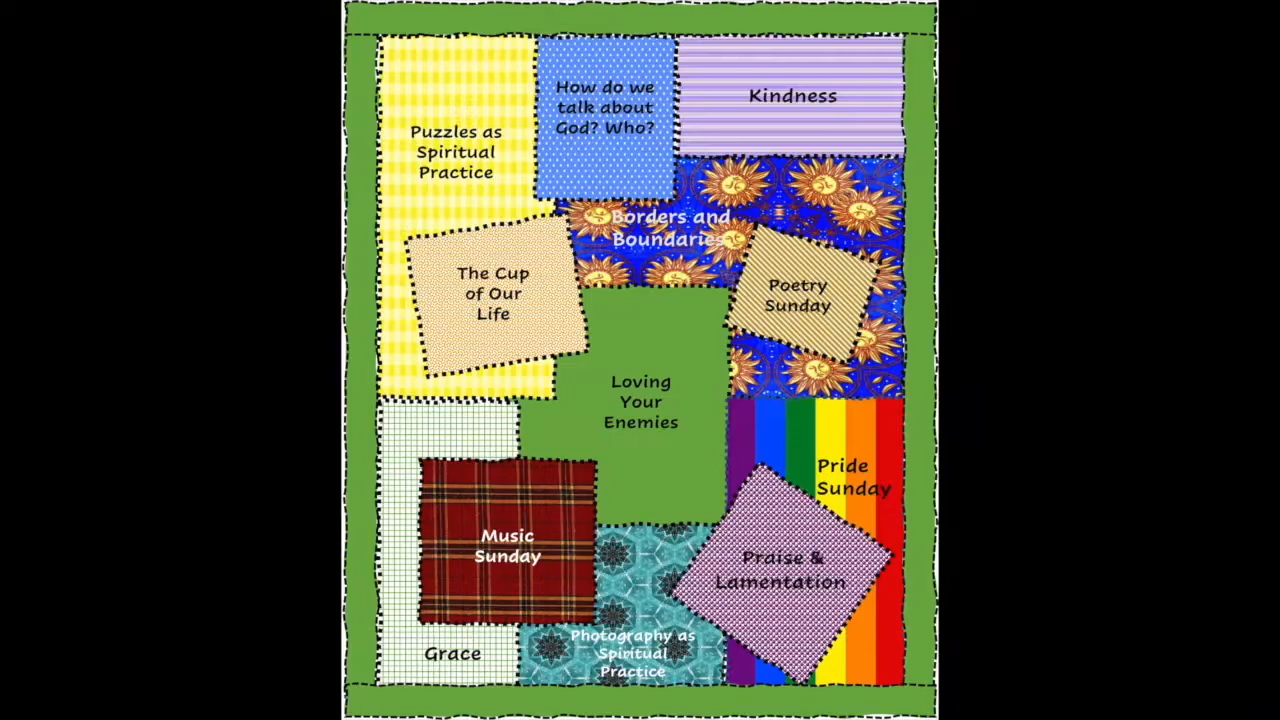 Puzzles as
Spiritual
Practice
How do we
talk about
God? Who?
Kindness
Borders and
Boundaries
The Cup
of Our
Life
Poetry
Sunday
Loving
Your
Enemies
Pride
Sunday
Music
Sunday
Praise &
Lamentation
Grace
Photography as
Spiritual
Practice